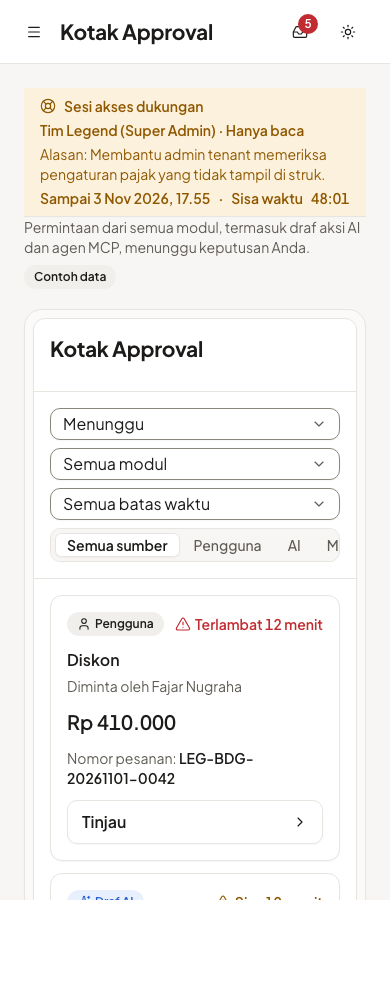 Kotak Approval
5
Sesi akses dukungan
Tim Legend (Super Admin) · Hanya baca
Alasan: Membantu admin tenant memeriksa
pengaturan pajak yang tidak tampil di struk.
Sampai 3 Nov 2026, 17.55 · Sisa waktu 48:01
Permintaan dari semua modul, termasuk draf aksi AI
dan agen MCP, menunggu keputusan Anda.
Contoh data
Kotak Approval
Menunggu
Semua modul
Semua batas waktu
Semua sumber Pengguna AI M
Pengguna Terlambat 12 menit
Diskon
Diminta oleh Fajar Nugraha
Rp 410.000
Nomor pesanan: LEG-BDG-
20261101-0042
Tinjau